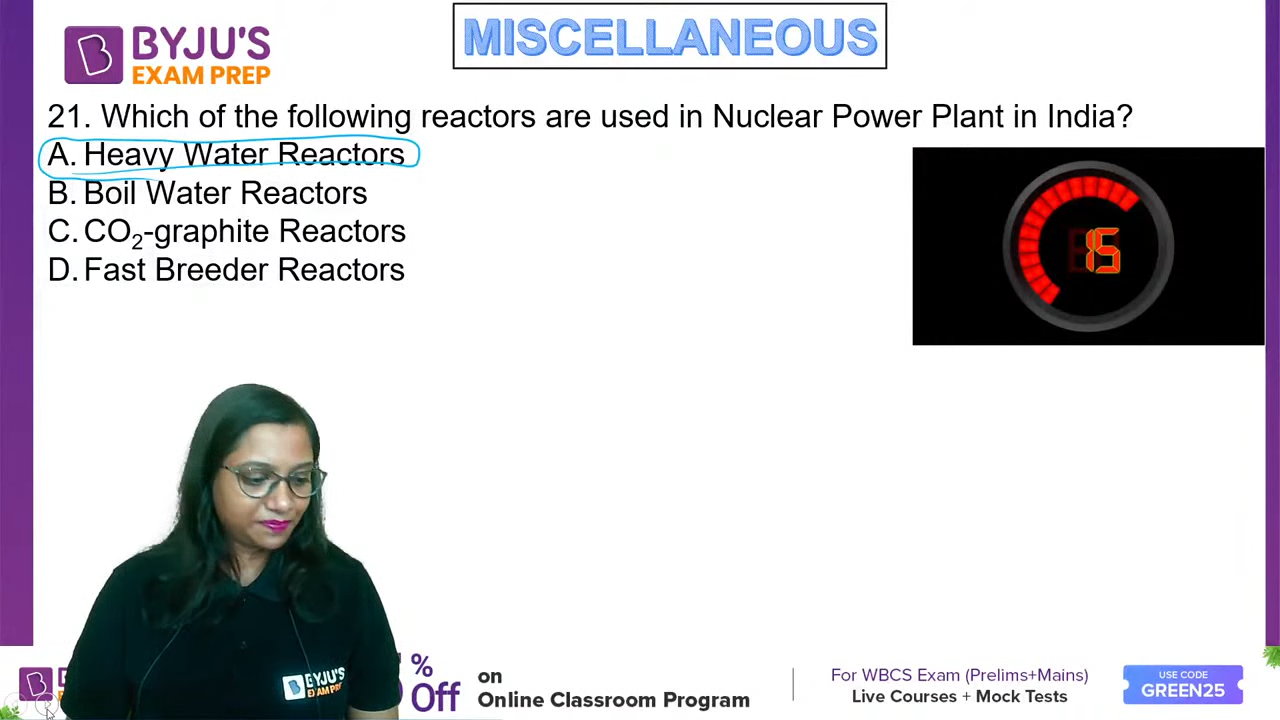 BYJU'S
EXAM PREP
MISCELLANEOUS
21. Which of the following reactors are used in Nuclear Power Plant in India?
A. Heavy Water Reactors
B. Boil Water Reactors
C. CO₂-graphite Reactors
D. Fast Breeder Reactors
15
BYJU'S
EXAM PREP
%
Off
on
Online Classroom Program
For WBCS Exam (Prelims+Mains)
Live Courses + Mock Tests
USE CODE
GREEN25